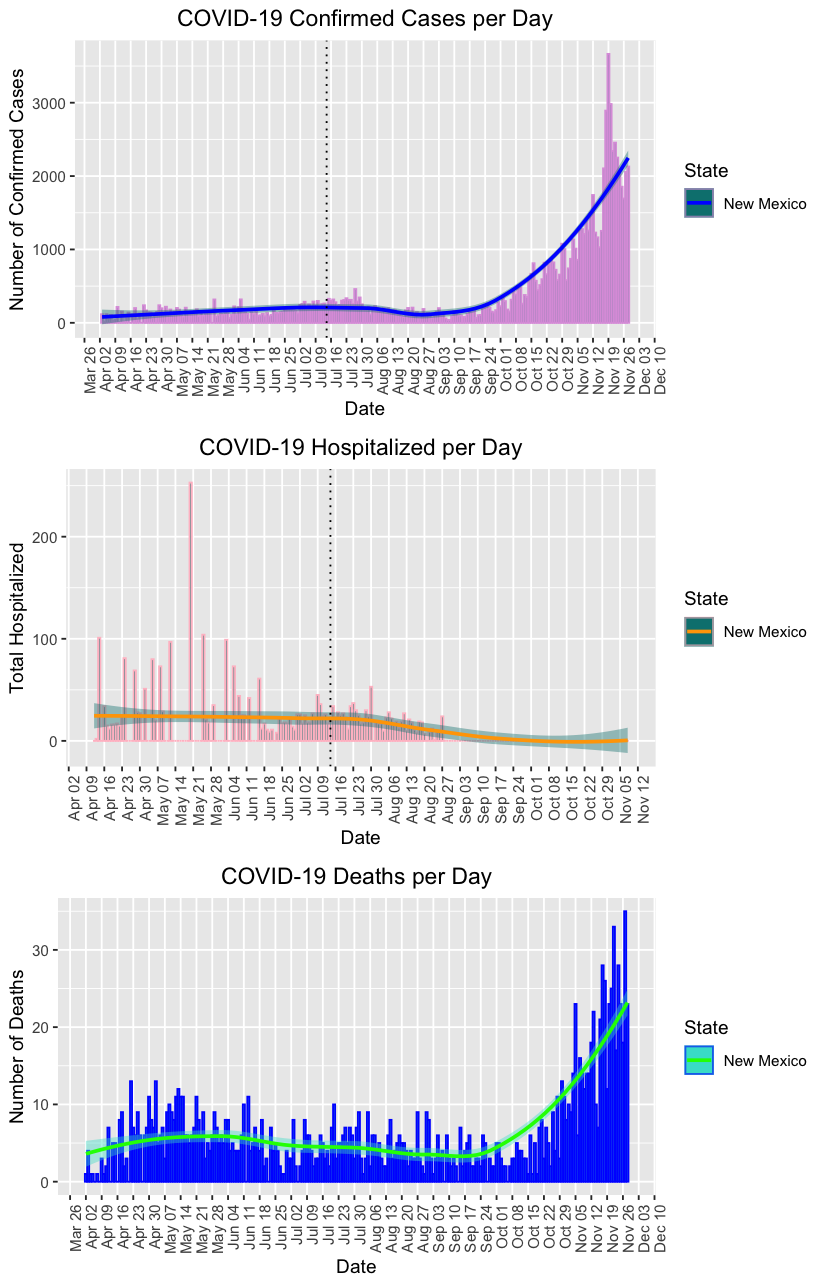 COVID-19 Confirmed Cases per Day
Number of Confirmed Cases
3000
2000
1000
0
Mar 26 Apr 02 Apr 09 Apr 16 Apr 23 Apr 30 May 07 May 14 May 21 May 28 Jun 04 Jun 11 Jun 18 Jun 25 Jul 02 Jul 09 Jul 16 Jul 23 Jul 30 Aug 06 Aug 13 Aug 20 Aug 27 Sep 03 Sep 10 Sep 17 Sep 24 Oct 01 Oct 08 Oct 15 Oct 22 Oct 29 Nov 05 Nov 12 Nov 19 Nov 26 Dec 03 Dec 10
Date
State
New Mexico
COVID-19 Hospitalized per Day
Total Hospitalized
200
100
0
Apr 02 Apr 09 Apr 16 Apr 23 Apr 30 May 07 May 14 May 21 May 28 Jun 04 Jun 11 Jun 18 Jun 25 Jul 02 Jul 09 Jul 16 Jul 23 Jul 30 Aug 06 Aug 13 Aug 20 Aug 27 Sep 03 Sep 10 Sep 17 Sep 24 Oct 01 Oct 08 Oct 15 Oct 22 Oct 29 Nov 05 Nov 12
Date
State
New Mexico
COVID-19 Deaths per Day
Number of Deaths
30
20
10
0
Mar 26 Apr 02 Apr 09 Apr 16 Apr 23 Apr 30 May 07 May 14 May 21 May 28 Jun 04 Jun 11 Jun 18 Jun 25 Jul 02 Jul 09 Jul 16 Jul 23 Jul 30 Aug 06 Aug 13 Aug 20 Aug 27 Sep 03 Sep 10 Sep 17 Sep 24 Oct 01 Oct 08 Oct 15 Oct 22 Oct 29 Nov 05 Nov 12 Nov 19 Nov 26 Dec 03 Dec 10
Date
State
New Mexico